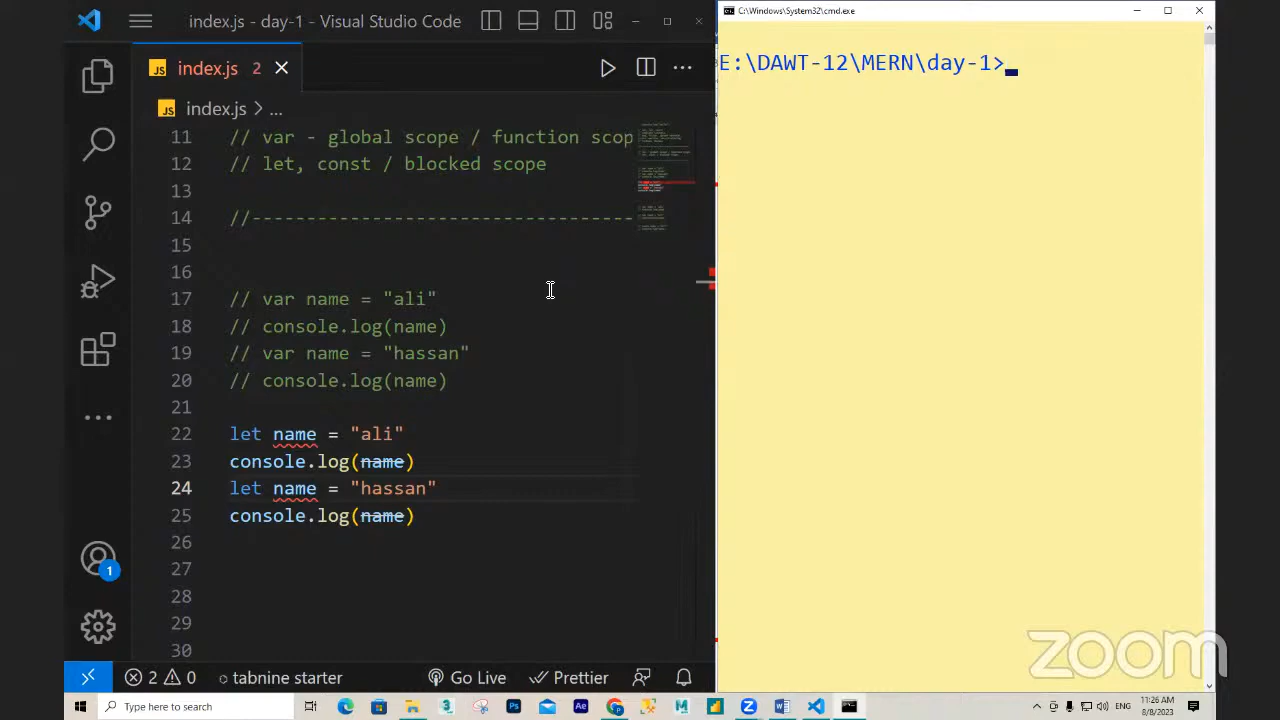 index.js - day-1 - Visual Studio Code
index.js 2
index.js > ...
11 // var - global scope / function scop
12 // let, const / blocked scope
13
14 //-----------------------------------
15
16
17 // var name = "ali"
18 // console.log(name)
19 // var name = "hassan"
20 // console.log(name)
21
22 let name = "ali"
23 console.log(name)
24 let name = "hassan"
25 console.log(name)
26
27
28
29
30
1
2 0 tabnine starter Go Live Prettier
C:\Windows\System32\cmd.exe
E:\DAWT-12\MERN\day-1>
zoom
Type here to search
ENG
11:26 AM
8/8/2023